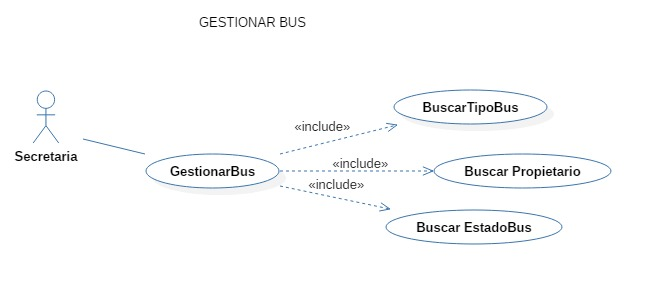 GESTIONAR BUS
BuscarTipoBus
«include»
Secretaria
«include»
GestionarBus
Buscar Propietario
«include»
Buscar EstadoBus